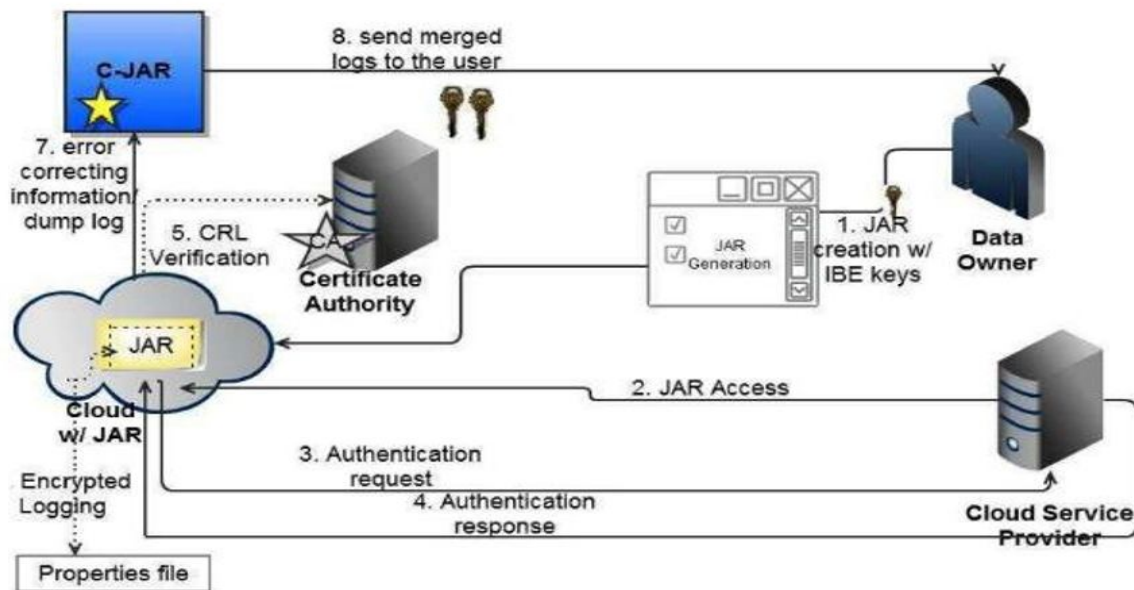 8. send merged
logs to the user
C-JAR
7. error
correcting
information/
dump log
5. CRL
Verification
CA
Certificate
Authority
JAR
Generation
1. JAR
creation w/
IBE keys
Data
Owner
JAR
Cloud
w/ JAR
2. JAR Access
3. Authentication
request
4. Authentication
response
Encrypted
Logging
Cloud Service
Provider
Properties file